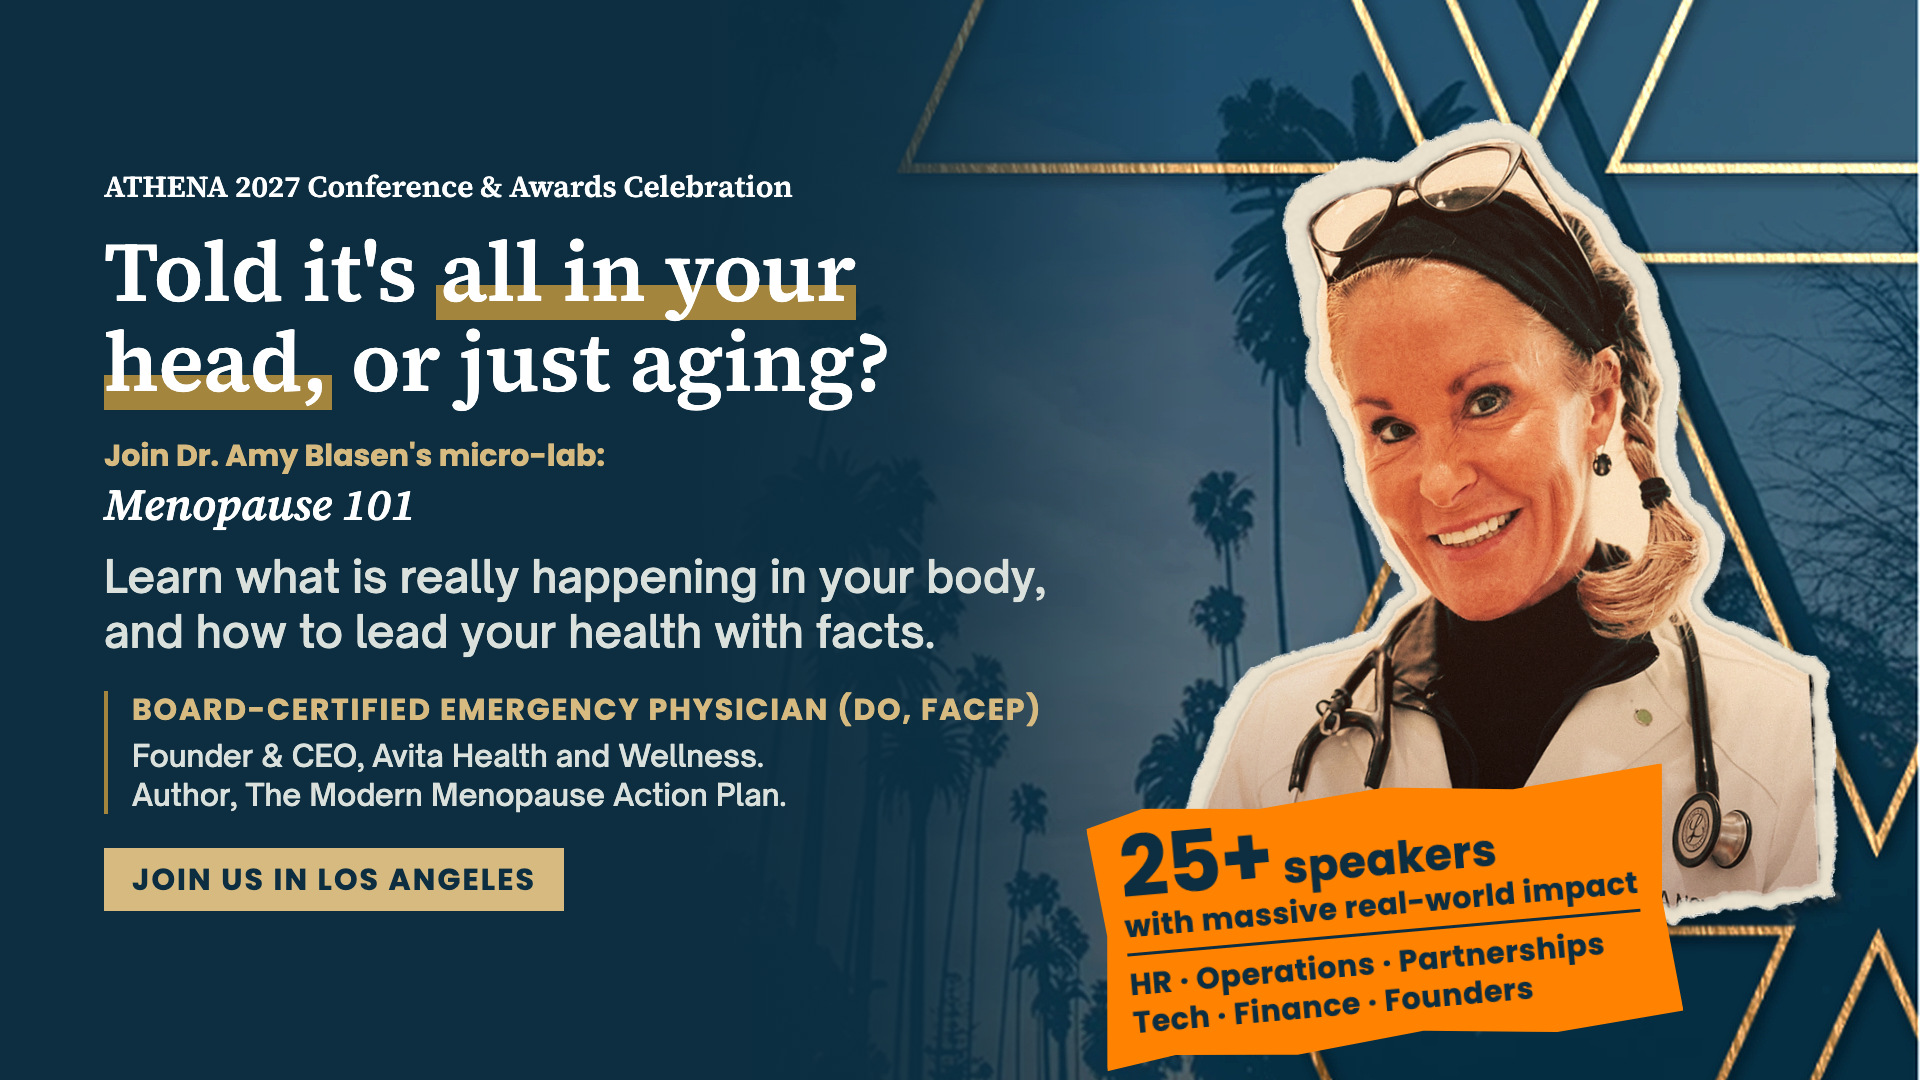 ATHENA 2027 Conference & Awards Celebration
Told it's all in your
head, or just aging?
Join Dr. Amy Blasen's micro-lab:
Menopause 101
Learn what is really happening in your body,
and how to lead your health with facts.
BOARD-CERTIFIED EMERGENCY PHYSICIAN (DO, FACEP)
Founder & CEO, Avita Health and Wellness.
Author, The Modern Menopause Action Plan.
JOIN US IN LOS ANGELES
25+ speakers
with massive real-world impact
HR · Operations · Partnerships
Tech · Finance · Founders